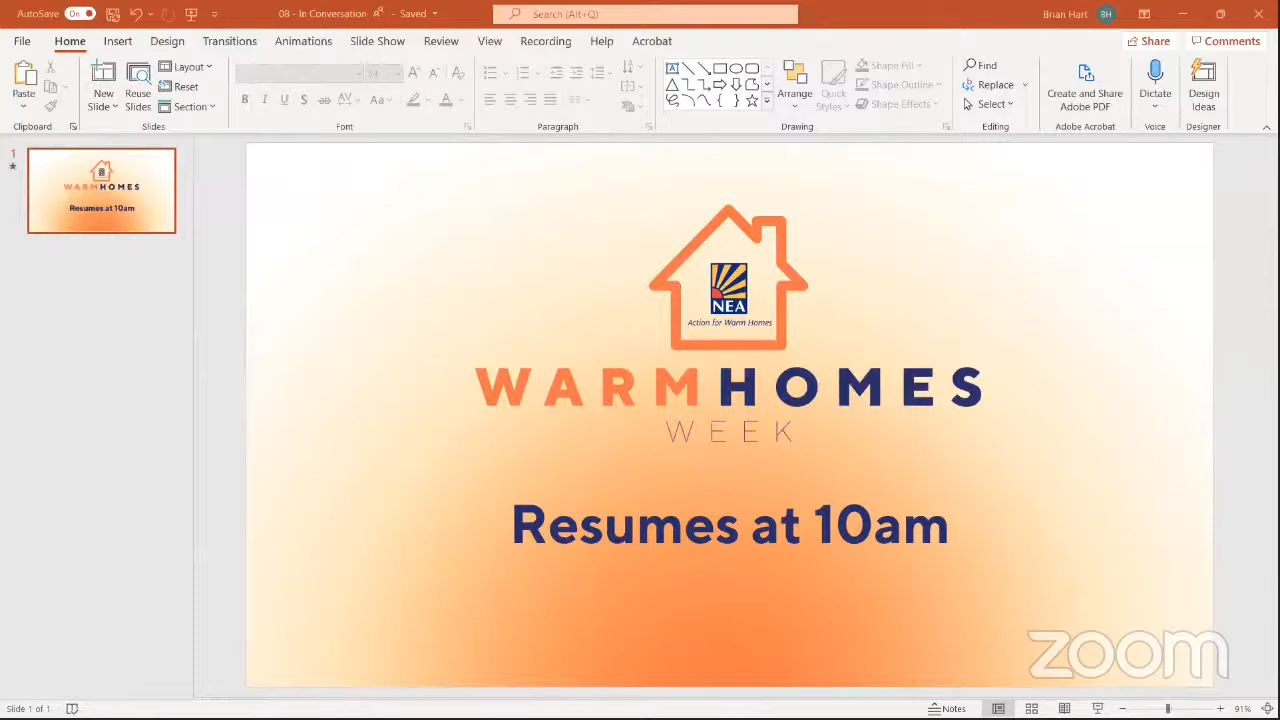 AutoSave On 08 - In Conversation - Saved Search (Alt+Q) Brian Hart BH
File Home Insert Design Transitions Animations Slide Show Review View Recording Help Acrobat Share Comments
Paste New Slide Reuse Slides Layout Reset Section
Arrange Quick Styles Shape Fill Shape Outline Shape Effects
Find Replace Select
Create and Share Adobe PDF Dictate Design Ideas
Clipboard Slides Font Paragraph Drawing Editing Adobe Acrobat Voice Designer
1
WARMHOMES
Resumes at 10am
NEA
Action for Warm Homes
WARMHOMES
WEEK
Resumes at 10am
zoom
Slide 1 of 1 Notes 91%